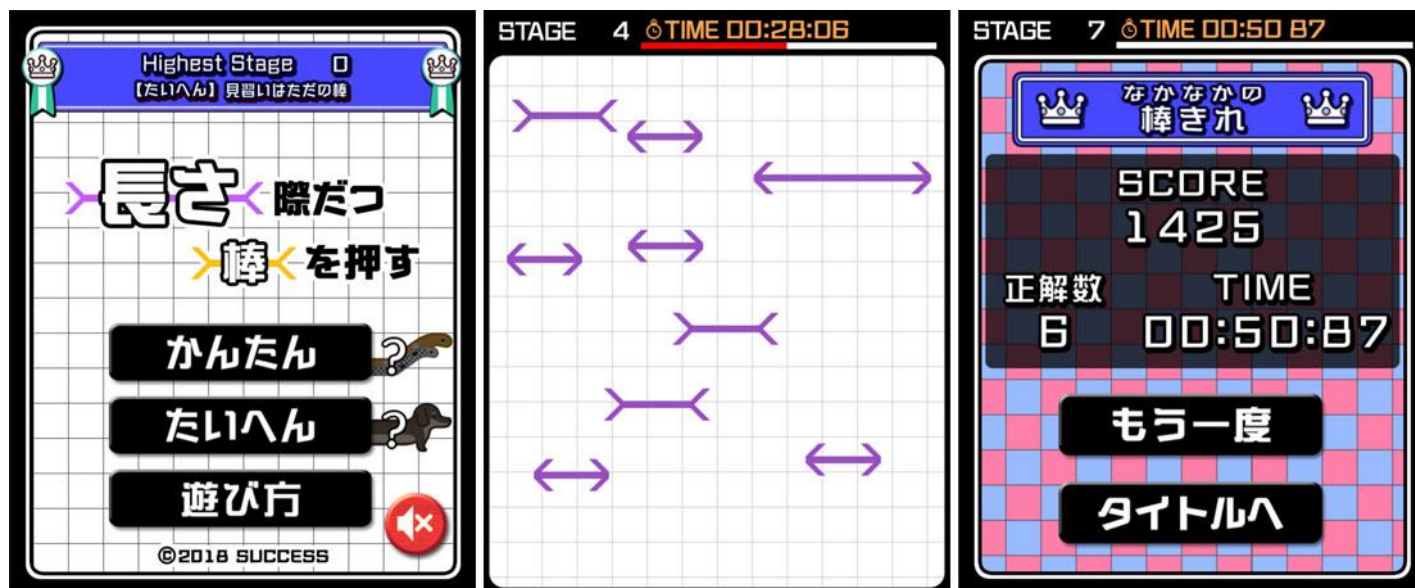 Highest Stage 0
【たいへん】 見習いはただの棒
長さ際だつ
棒を押す
かんたん
?
たいへん
?
遊び方
©2018 SUCCESS
STAGE 4 TIME 00:28:06
STAGE 7 TIME 00:50 87
なかなかの
棒きれ
SCORE
1425
正解数 TIME
6 00:50:87
もう一度
タイトルへ